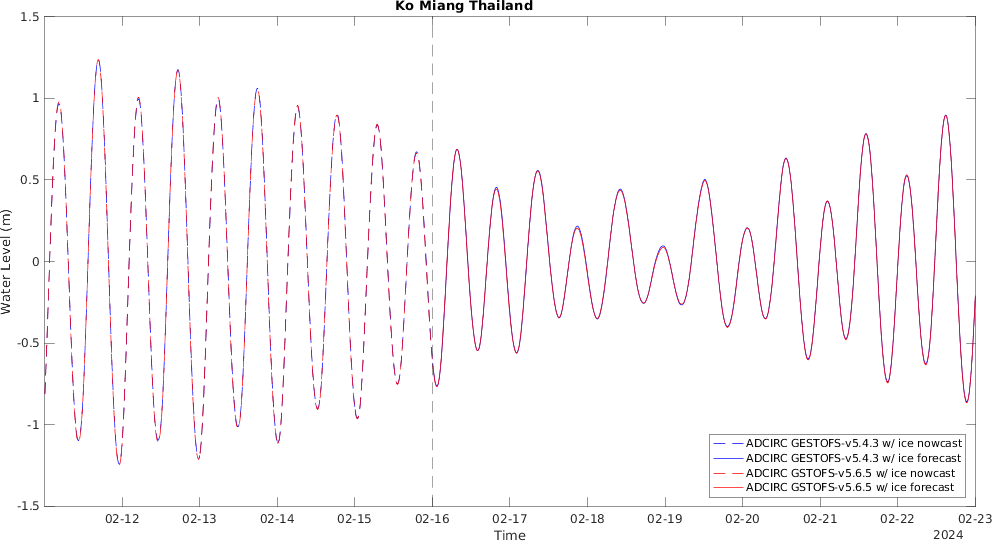 Ko Miang Thailand
1.5
1
0.5
0
-0.5
-1
-1.5
Water Level (m)
ADCIRC GESTOFS-v5.4.3 w/ ice nowcast
ADCIRC GESTOFS-v5.4.3 w/ ice forecast
ADCIRC GSTOFS-v5.6.5 w/ ice nowcast
ADCIRC GSTOFS-v5.6.5 w/ ice forecast
02-12 02-13 02-14 02-15 02-16 02-17 02-18 02-19 02-20 02-21 02-22 02-23
Time
2024